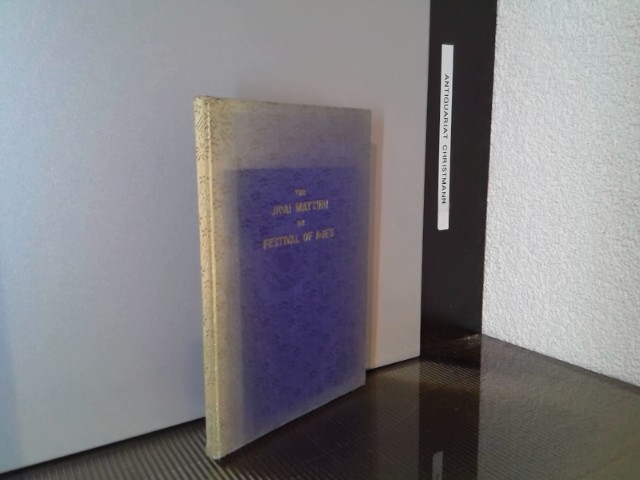 THE
JIDAI MATSURI
OR
FESTIVAL OF AGES
ANTIQUARIAT CHRISTMANN